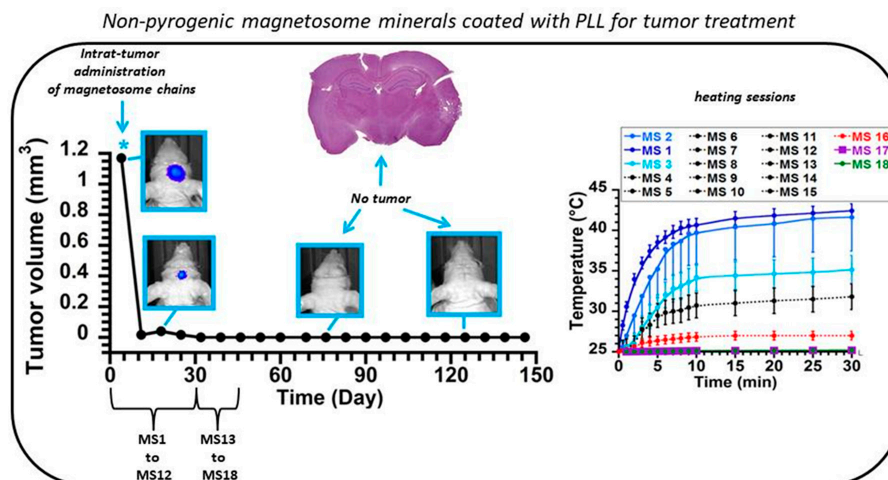 Non-pyrogenic magnetosome minerals coated with PLL for tumor treatment
Intrat-tumor
administration
of magnetosome chains
*
1.2
1
0.8
0.6
0.4
0.2
0
Tumor volume (mm³)
No tumor
0 30 60 90 120 150
Time (Day)
MS1
to
MS12
MS13
to
MS18
heating sessions
MS 2 MS 6 MS 11 MS 16
MS 1 MS 7 MS 12 MS 17
MS 3 MS 8 MS 13 MS 18
MS 4 MS 9 MS 14
MS 5 MS 10 MS 15
45
40
35
30
25
Temperature (°C)
0 5 10 15 20 25 30
Time (min)